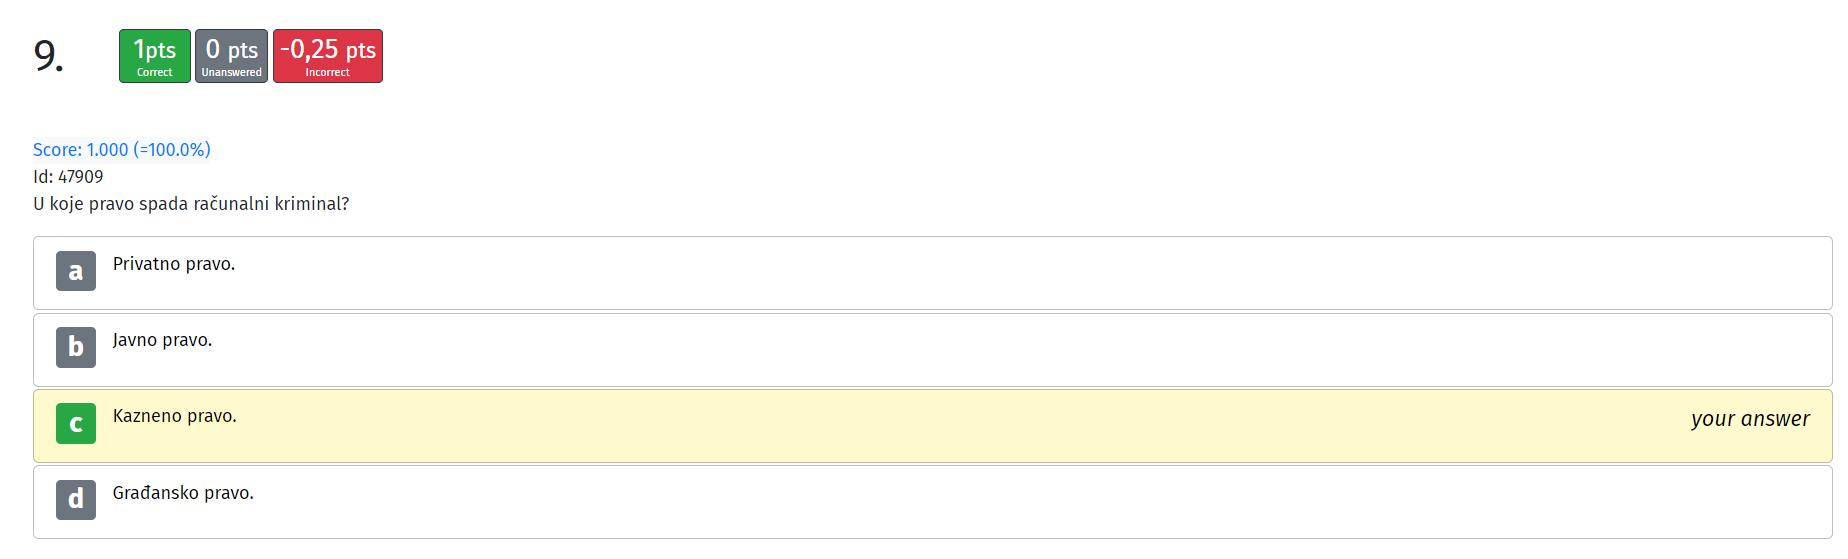 9.
1pts
Correct
0 pts
Unanswered
-0,25 pts
Incorrect
Score: 1.000 (=100.0%)
Id: 47909
U koje pravo spada računalni kriminal?
a Privatno pravo.
b Javno pravo.
c Kazneno pravo. your answer
d Građansko pravo.